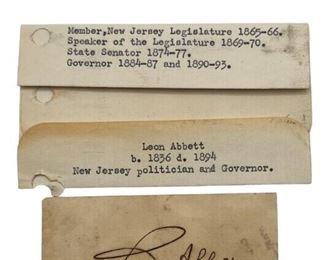 Member,New Jersey Legislature 1865-66.
Speaker of the Legislature 1869-70.
State Senator 1874-77.
Governor 1884-87 and 1890-93.
Leon Abbett
b. 1836 d. 1894
New Jersey politician and Governor.